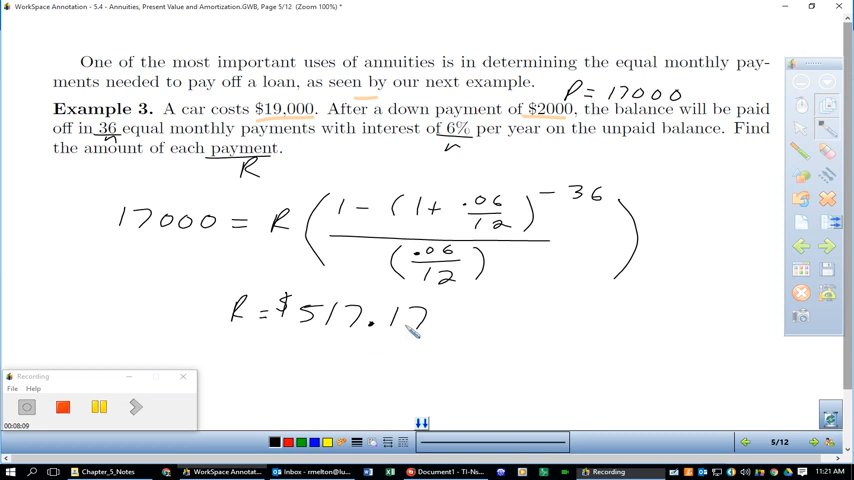 WorkSpace Annotation - 5.4 - Annuities, Present Value and Amortization.GWB, Page 5/12 (Zoom 100%) *
One of the most important uses of annuities is in determining the equal monthly pay-
ments needed to pay off a loan, as seen by our next example.
P = 17000
Example 3. A car costs $19,000. After a down payment of $2000, the balance will be paid
off in 36 equal monthly payments with interest of 6% per year on the unpaid balance. Find
n
r
the amount of each payment.
R
17000 = R ( 1 - (1 + .06/12)^-36 / (.06/12) )
R = $517.17
Recording
File Help
00:08:09
5/12
Chapter_5_Notes
WorkSpace Annotat...
Inbox - rmelton@lu...
Document1 - TI-Ns...
Recording
11:21 AM